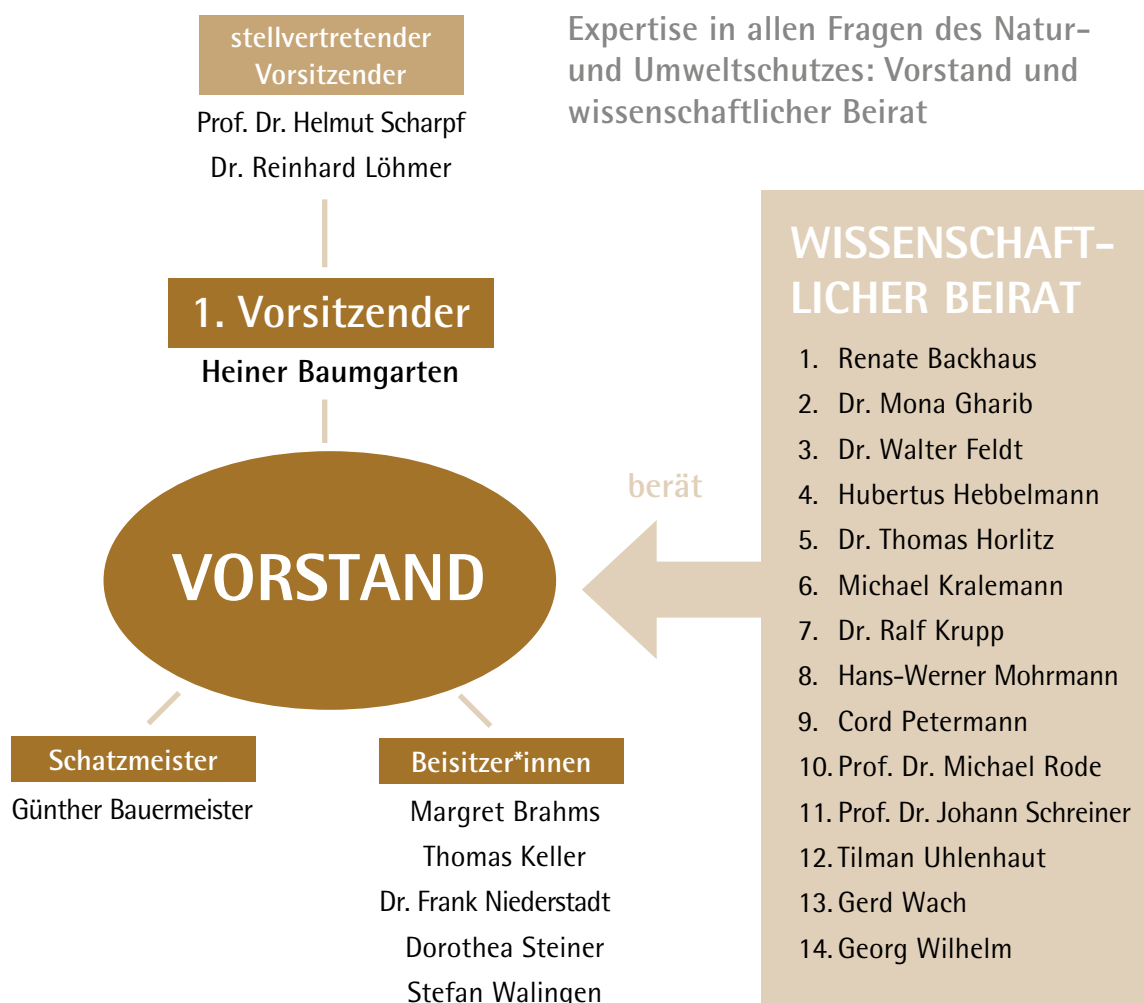 stellvertretender
Vorsitzender
Prof. Dr. Helmut Scharpf
Dr. Reinhard Löhmer
Expertise in allen Fragen des Natur-
und Umweltschutzes: Vorstand und
wissenschaftlicher Beirat
1. Vorsitzender
Heiner Baumgarten
VORSTAND
berät
Schatzmeister
Günther Bauermeister
Beisitzer*innen
Margret Brahms
Thomas Keller
Dr. Frank Niederstadt
Dorothea Steiner
Stefan Walingen
WISSENSCHAFT-
LICHER BEIRAT
1. Renate Backhaus
2. Dr. Mona Gharib
3. Dr. Walter Feldt
4. Hubertus Hebbelmann
5. Dr. Thomas Horlitz
6. Michael Kralemann
7. Dr. Ralf Krupp
8. Hans-Werner Mohrmann
9. Cord Petermann
10. Prof. Dr. Michael Rode
11. Prof. Dr. Johann Schreiner
12. Tilman Uhlenhaut
13. Gerd Wach
14. Georg Wilhelm